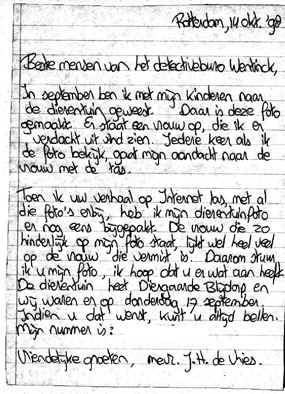 Rotterdam, 14 okt. '98
Beste mensen van het detectiveburo Wentinck,
In september ben ik met mijn kinderen naar
de dierentuin geweest. Daar is deze foto
gemaakt. Er staat een vrouw op, die ik er
verdacht uit vind zien. Iedere keer als ik
de foto bekijk, gaat mijn aandacht naar de
vrouw met de tas.
Toen ik uw verhaal op Internet las, met al
die foto's erbij, heb ik mijn dierentuinfoto
er nog eens bijgepakt. De vrouw die zo
hinderlijk op mijn foto staat, lijkt wel heel veel
op de vrouw die vermist is. Daarom stuur
ik u mijn foto, ik hoop dat u er wat aan heeft.
De dierentuin heet Diergaarde Blijdorp en
wij waren er op donderdag 17 september.
Indien u dat wenst, kunt u altijd bellen.
Mijn nummer is:
Vriendelijke groeten, mevr. J.H. de Vries.